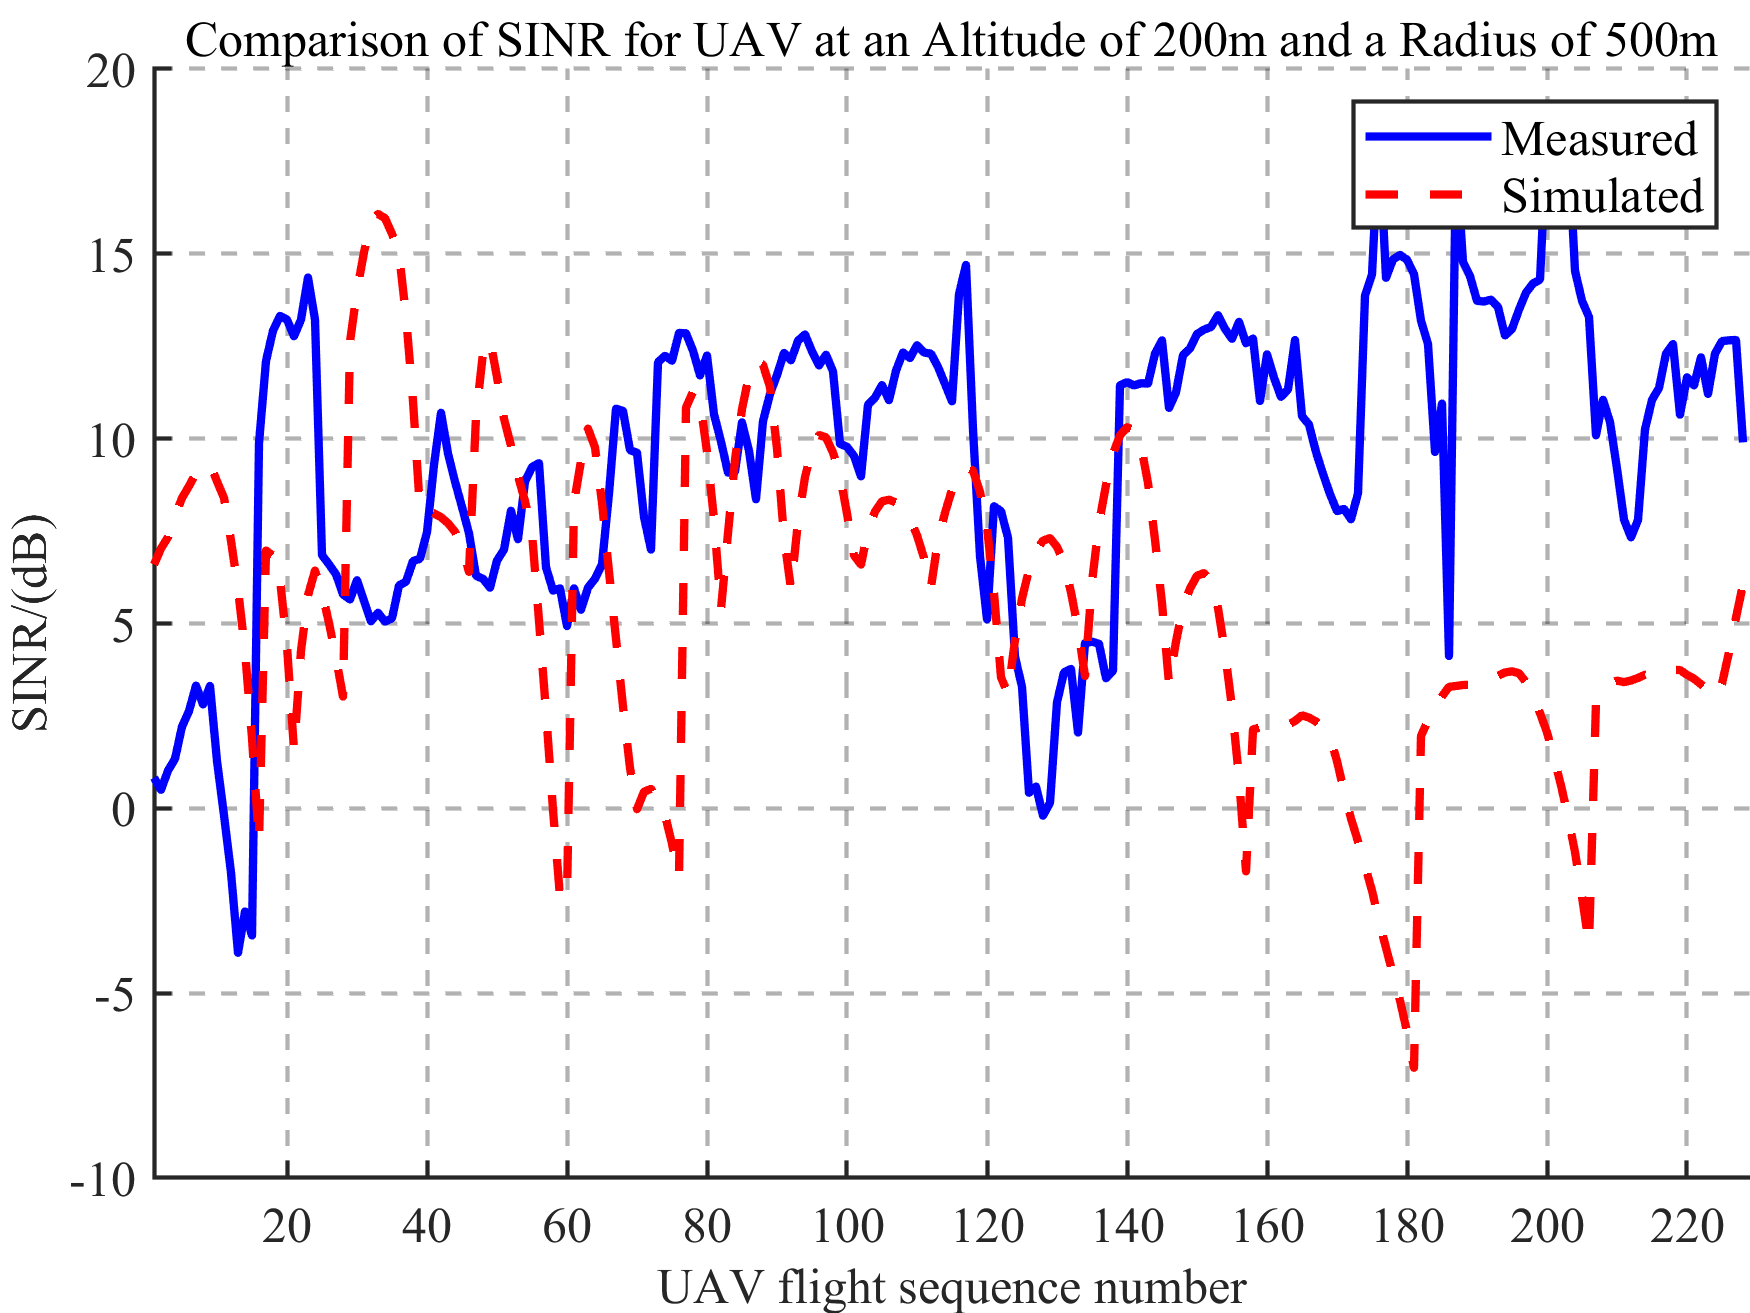 Comparison of SINR for UAV at an Altitude of 200m and a Radius of 500m
20
15
10
5
0
-5
-10
SINR/(dB)
Measured
Simulated
20 40 60 80 100 120 140 160 180 200 220
UAV flight sequence number